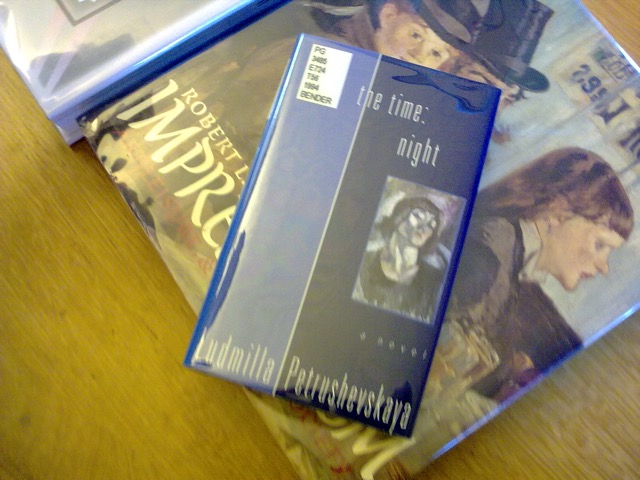 PG
3485
E724
T56
1994
BENDER
the time:
night
a novel
Ludmilla Petrushevskaya
ROBERT L
IMPRE